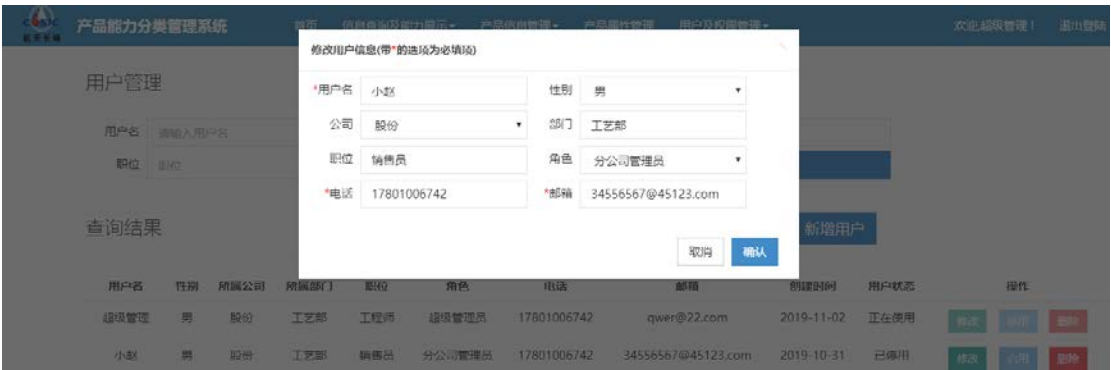 产品能力分类管理系统 首页 信息查询及能力展示 产品信息管理 产品属性管理 用户及权限管理 欢迎,超级管理！ 退出登陆
修改用户信息(带*的选项为必填项)
用户管理
*用户名 小赵 性别 男
公司 股份 部门 工艺部
职位 销售员 角色 分公司管理员
*电话 17801006742 *邮箱 34556567@45123.com
用户名 请输入用户名
职位 职位
取消 确认
查询结果 新增用户
用户名 性别 所属公司 所属部门 职位 角色 电话 邮箱 创建时间 用户状态 操作
超级管理 男 股份 工艺部 工程师 超级管理员 17801006742 qwer@22.com 2019-11-02 正在使用 修改 删除
小赵 男 股份 工艺部 销售员 分公司管理员 17801006742 34556567@45123.com 2019-10-31 已停用 修改 启用 删除